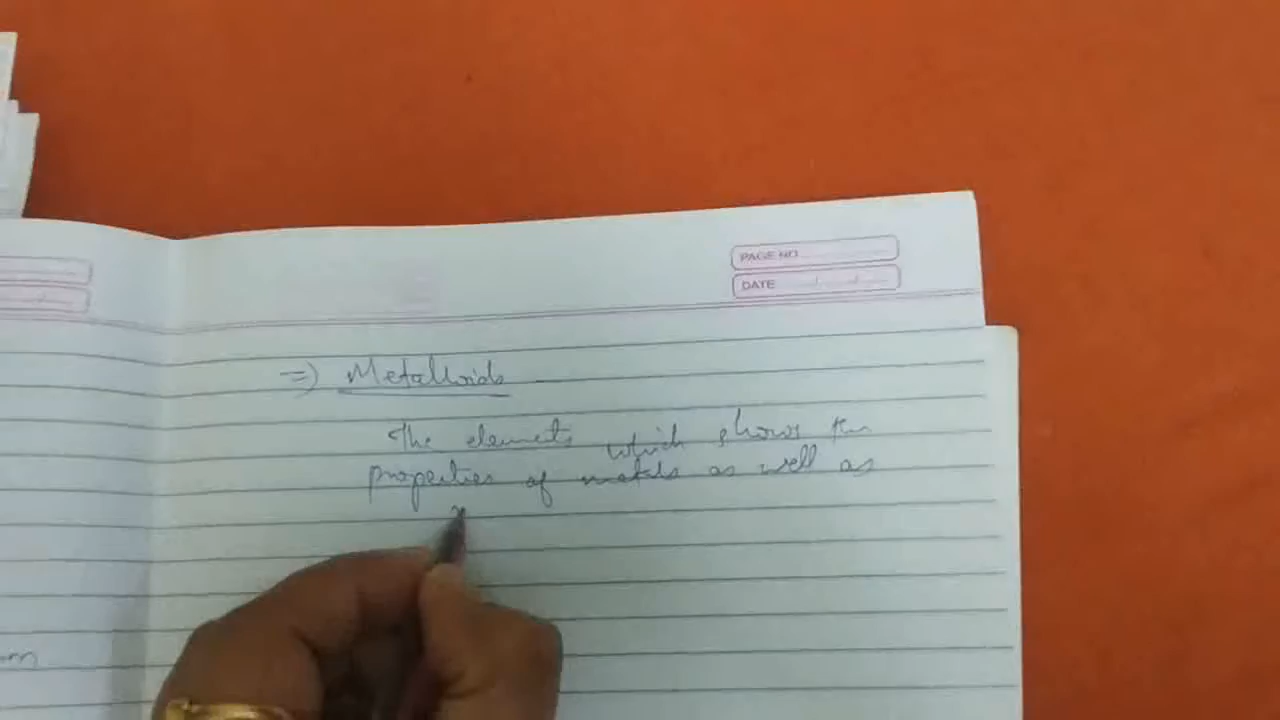 PAGE NO
DATE
=) Metalloids
The elements which shows the
properties of metals as well as